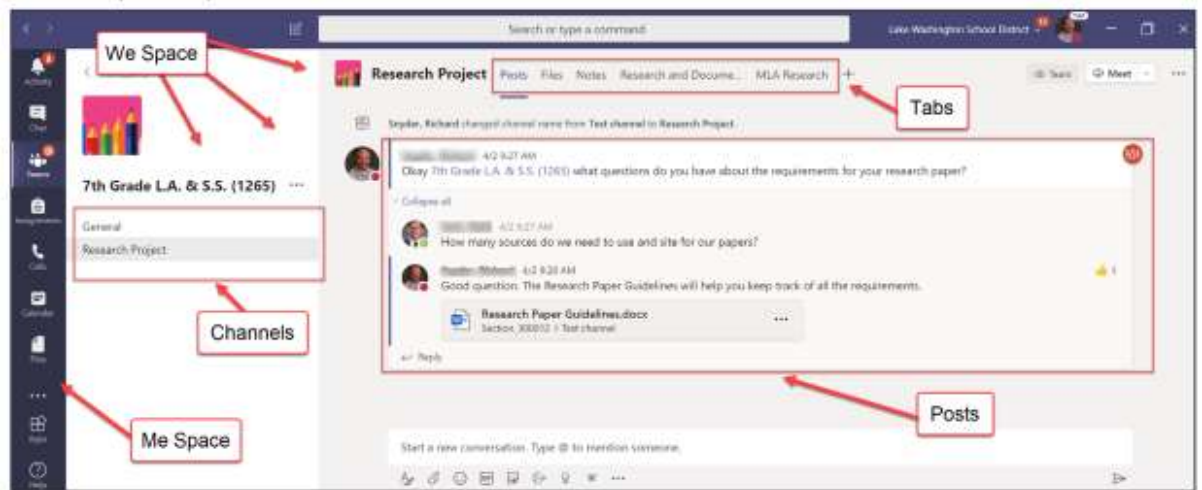 Search or type a command
Lake Washington School District
We Space
Activity
Chat
Teams
Assignments
Calls
Calendar
Files
Apps
Help
Me Space
7th Grade L.A. & S.S. (1265)
General
Research Project
Channels
Research Project Posts Files Notes Research and Docume... MLA Research +
Team Meet
Tabs
Snyder, Richard changed channel name from Test channel to Research Project.
4/2 9:27 AM
Okay 7th Grade L.A. & S.S. (1265) what questions do you have about the requirements for your research paper?
Collapse all
4/2 9:27 AM
How many sources do we need to use and site for our papers?
4/2 9:28 AM
Good question. The Research Paper Guidelines will help you keep track of all the requirements.
Research Paper Guidelines.docx
Test channel
Reply
Posts
Start a new conversation. Type @ to mention someone.